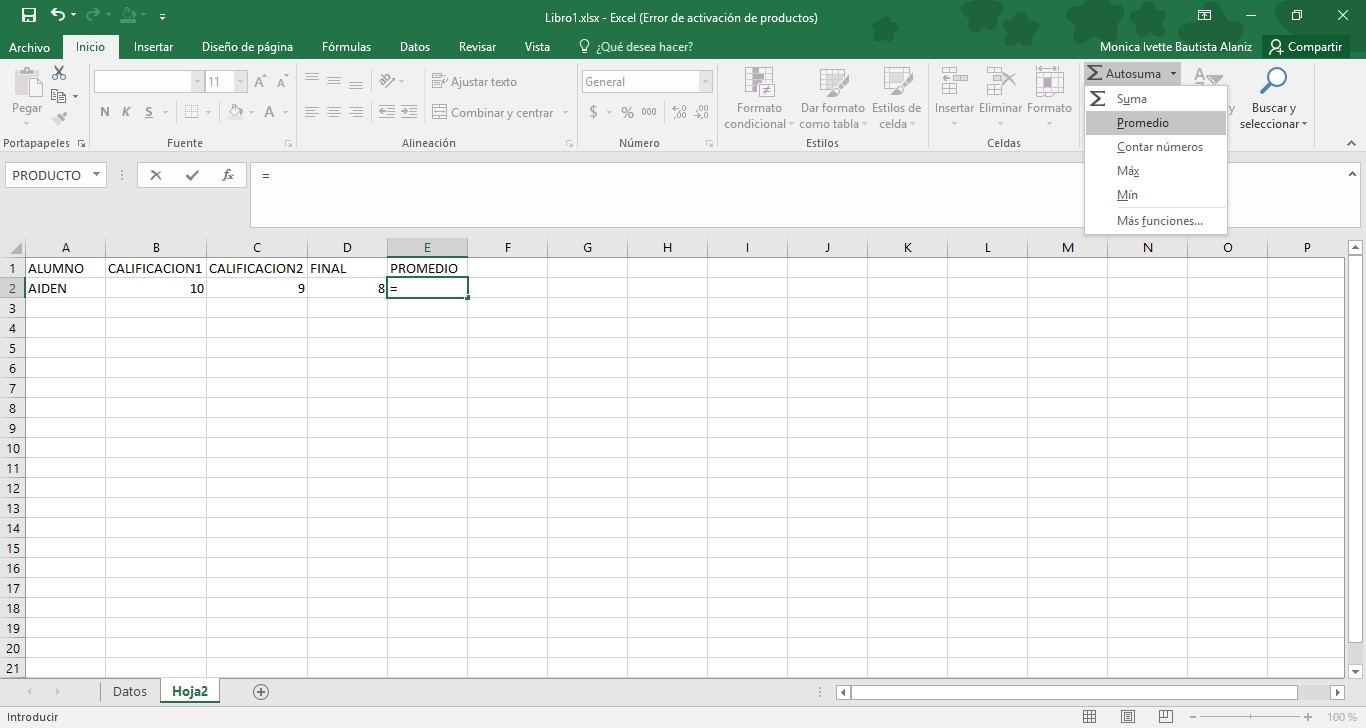 Libro1.xlsx - Excel (Error de activación de productos)
Archivo Inicio Insertar Diseño de página Fórmulas Datos Revisar Vista ¿Qué desea hacer? Monica Ivette Bautista Alaniz Compartir
Pegar
Portapapeles
11
N K S
Fuente
Ajustar texto
Combinar y centrar
Alineación
General
$ % 000
Número
Formato condicional
Dar formato como tabla
Estilos de celda
Estilos
Insertar Eliminar Formato
Celdas
Autosuma
Suma
Promedio
Contar números
Máx
Mín
Más funciones...
y
Buscar y seleccionar
PRODUCTO fx =
A B C D E F G H I J K L M N O P
1 ALUMNO CALIFICACION1 CALIFICACION2 FINAL PROMEDIO
2 AIDEN 10 9 8 =
3
4
5
6
7
8
9
10
11
12
13
14
15
16
17
18
19
20
21
Datos Hoja2
Introducir 100 %